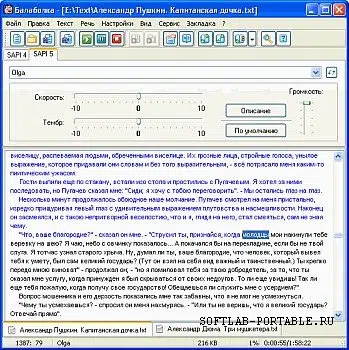 Балаболка - [E:\Text\Александр Пушкин. Капитанская дочка.txt]
Файл Правка Текст Речь Настройки Вид Сервис Закладка ?
SAPI 4 SAPI 5
Olga
Скорость:
Громкость:
-10 0 10
Описание
Тембр:
-10 0 10
По умолчанию
виселицу, распеваемая людьми, обреченными виселице. Их грозные лица, стройные голоса, унылое
выражение, которое придавали они словам и без того выразительным, - всё потрясало меня каким-то
пиитическим ужасом.
Гости выпили еще по стакану, встали изо стола и простились с Пугачевым. Я хотел за ними
последовать, но Пугачев сказал мне: "Сиди; я хочу с тобою переговорить". - Мы остались глаз на глаз.
Несколько минут продолжалось обоюдное наше молчание. Пугачев смотрел на меня пристально,
изредка прищуривая левый глаз с удивительным выражением плутовства и насмешливости. Наконец
он засмеялся, и с такою непритворной веселостию, что и я, глядя на него, стал смеяться, сам не зная
чему.
"Что, ваше благородие?" - сказал он мне. - "Струсил ты, признайся, когда молодцы мои накинули тебе
веревку на шею? Я чаю, небо с овчинку показалось... А покачался бы на перекладине, если бы не твой
слуга. Я тотчас узнал старого хрыча. Ну, думал ли ты, ваше благородие, что человек, который вывел
тебя к умету, был сам великий государь? (Тут он взял на себя вид важный и таинственный.) Ты крепко
передо мною виноват" - продолжал он; - "но я помиловал тебя за твою добродетель, за то, что ты
оказал мне услугу, когда принужден я был скрываться от своих недругов. То ли еще увидишь! Так ли
еще тебя пожалую, когда получу свое государство! Обещаешься ли служить мне с усердием?"
Вопрос мошенника и его дерзость показались мне так забавны, что я не мог не усмехнуться.
"Чему ты усмехаешься? - спросил он меня нахмурясь. - "Или ты не веришь, что я великий государь?
Отвечай прямо".
Александр Пушкин. Капитанская дочка.txt Александр Дюма. Три мушкетера.txt
1387: 79 Olga 216 KB 0:00:55/1:58:22
SOFTLAB-PORTABLE.RU